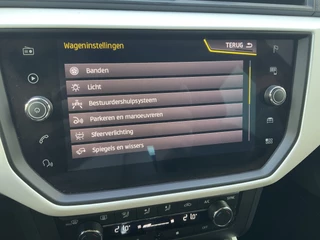 Wageninstellingen
TERUG
Banden
Licht
Bestuurdershulpsysteem
Parkeren en manoeuvreren
Sfeerverlichting
Spiegels en wissers